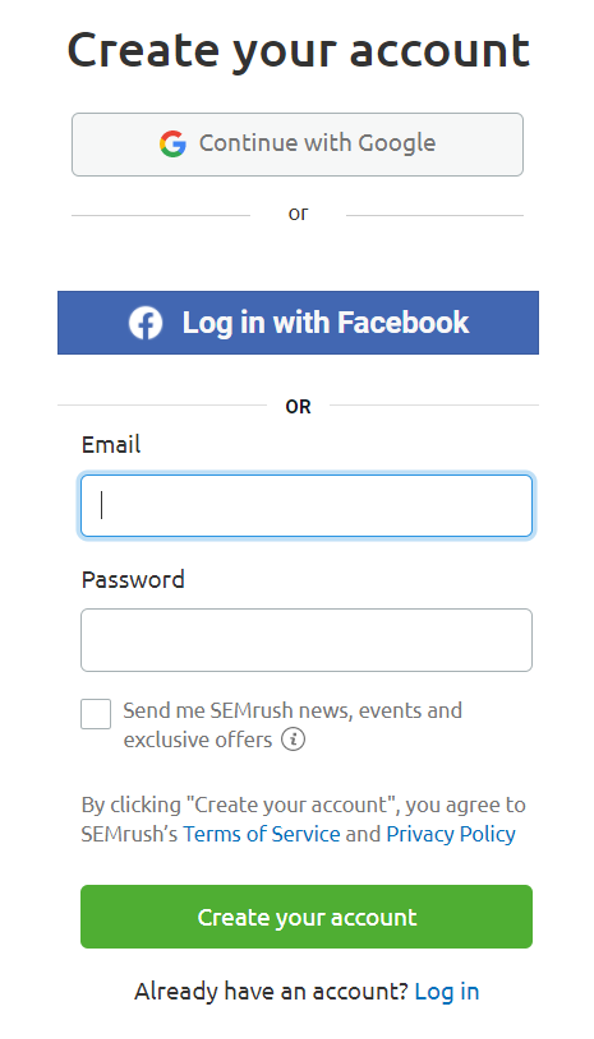 Create your account
Continue with Google
or
Log in with Facebook
OR
Email
Password
Send me SEMrush news, events and
exclusive offers
By clicking "Create your account", you agree to
SEMrush’s Terms of Service and Privacy Policy
Create your account
Already have an account? Log in